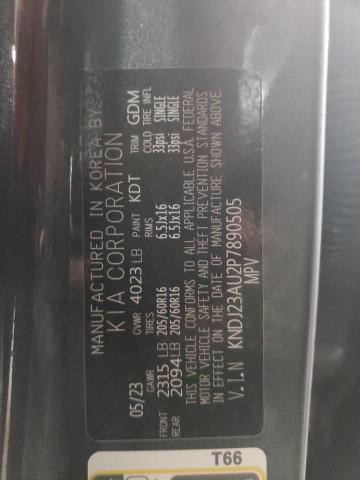 MANUFACTURED IN KOREA BY
KIA CORPORATION
05/23 GVWR 4023 LB PAINT KDT TRIM GDM
GAWR TIRES RIMS COLD TIRE INFL
FRONT 2315 LB 205/60R16 6.5Jx16 33psi SINGLE
REAR 2094 LB 205/60R16 6.5Jx16 33psi SINGLE
THIS VEHICLE CONFORMS TO ALL APPLICABLE U.S.A. FEDERAL
MOTOR VEHICLE SAFETY AND THEFT PREVENTION STANDARDS
IN EFFECT ON THE DATE OF MANUFACTURE SHOWN ABOVE.
V.I.N KNDJ23AU2P7890505
MPV
T66